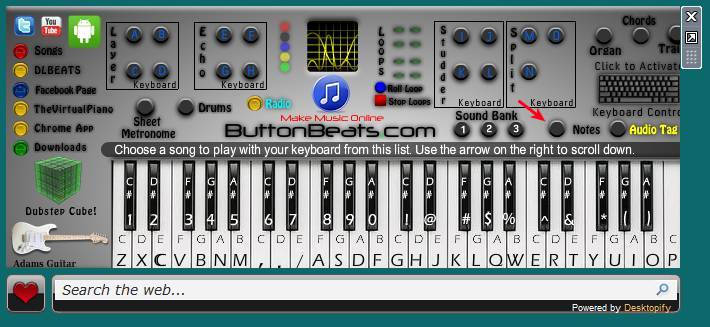 You Tube
Layer
A B
C D
Keyboard
Echo
E F
G H
Keyboard
Loops
Studer
I J
K L
Keyboard
Split
M O
N
Keyboard
Chords
Organ
Click to Activat
Keyboard Contr
Songs
DLBEATS
Facebook Page
TheVirtualPiano
Chrome App
Downloads
Dubstep Cube!
Adams Guitar
Sheet
Metronome
Drums
Radio
Roll Loop
Stop Loops
Sound Bank
1 2 3
Make Music Online
ButtonBeats.com
Notes
Audio Tag
Choose a song to play with your keyboard from this list. Use the arrow on the right to scroll down.
C# D# F# G# A# C# D# F# G# A# C# D# F# G# A# C# D# F# G# A#
1 2 3 4 5 6 7 8 9 0 ! @ # $ % ^ & * ( )
C D E F G A B C D E F G A B C D E F G A B C D E F G A B
Z X C V B N M , . / A S D F G H J K L Q W E R T Y U I O P
Search the web...
Powered by Desktopify